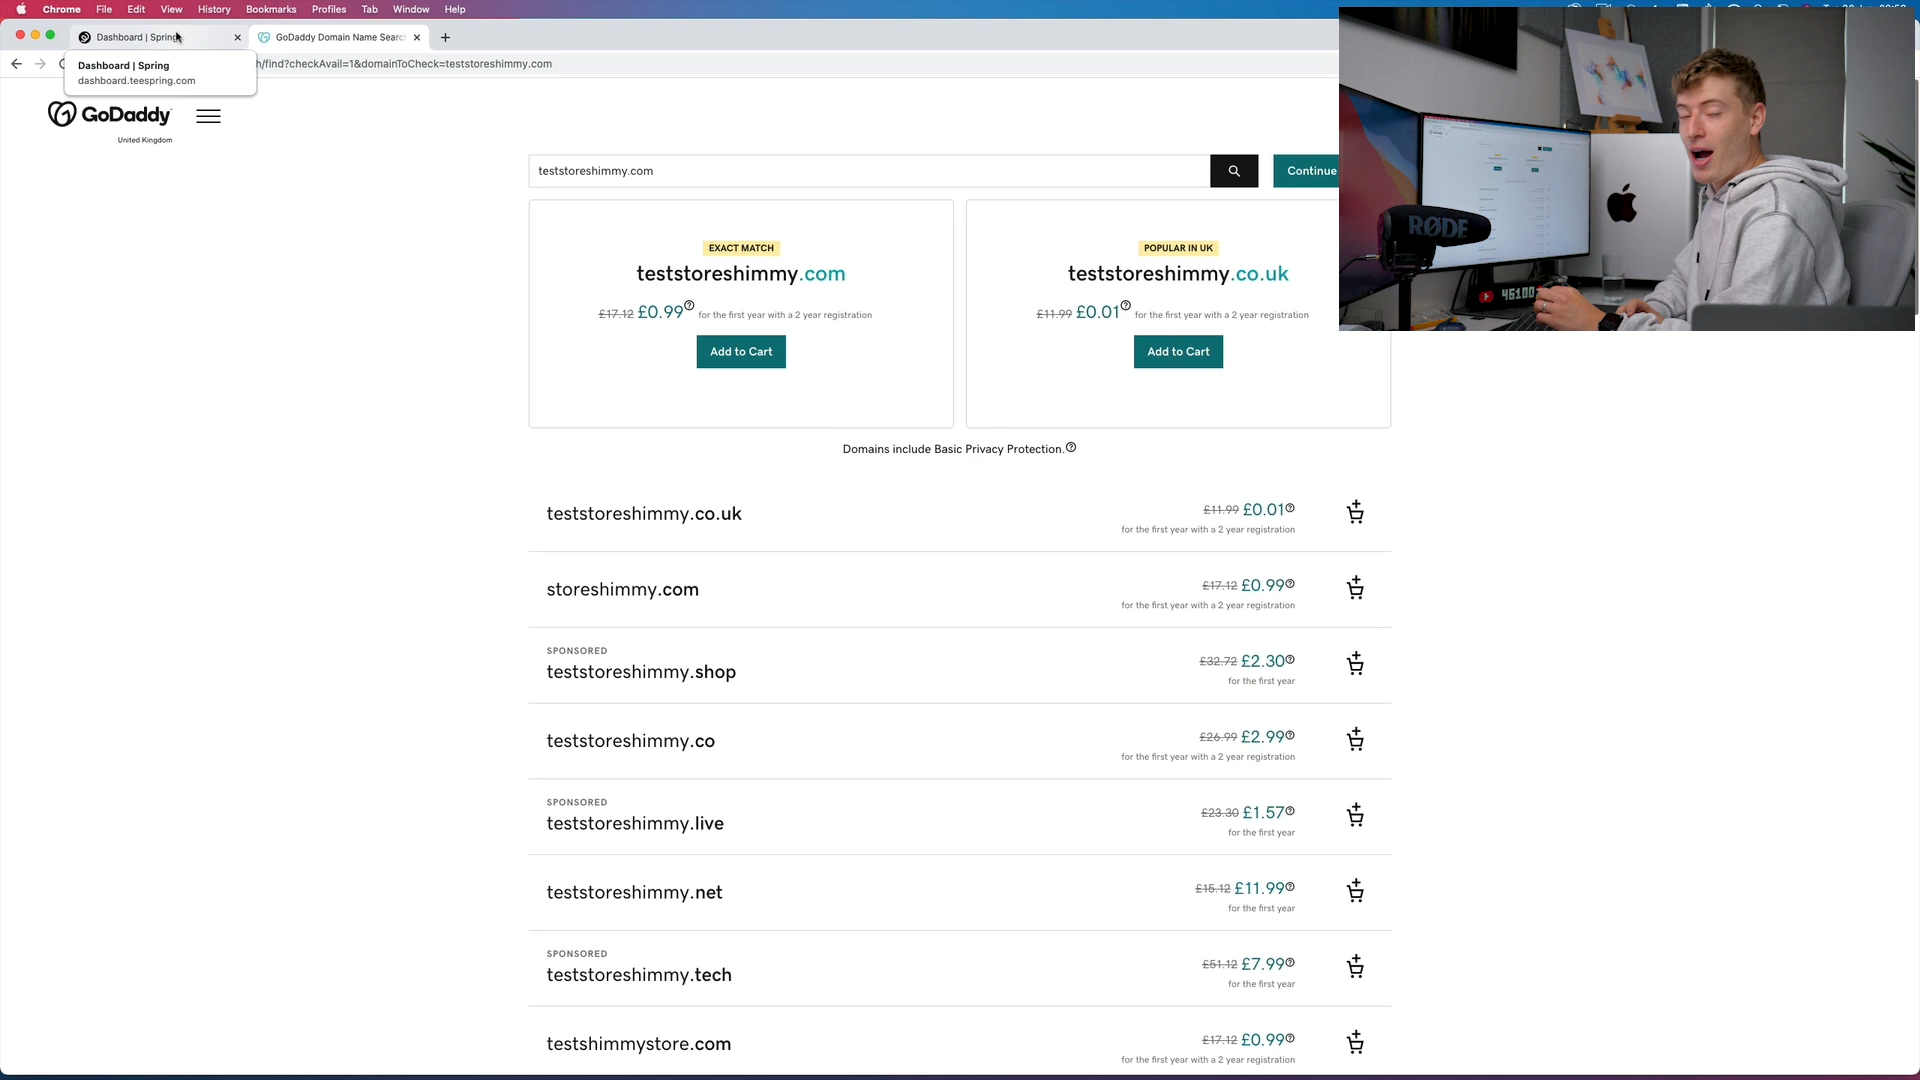 Chrome File Edit View History Bookmarks Profiles Tab Window Help
Dashboard | Spring
GoDaddy Domain Name Searc
Dashboard | Spring
dashboard.teespring.com
/find?checkAvail=1&domainToCheck=teststoreshimmy.com
GoDaddy
United Kingdom
teststoreshimmy.com
Continue
EXACT MATCH
teststoreshimmy.com
£17.12 £0.99 for the first year with a 2 year registration
Add to Cart
POPULAR IN UK
teststoreshimmy.co.uk
£11.99 £0.01 for the first year with a 2 year registration
Add to Cart
RØDE
Domains include Basic Privacy Protection.
teststoreshimmy.co.uk
£11.99 £0.01
for the first year with a 2 year registration
storeshimmy.com
£17.12 £0.99
for the first year with a 2 year registration
SPONSORED
teststoreshimmy.shop
£32.72 £2.30
for the first year
teststoreshimmy.co
£26.99 £2.99
for the first year with a 2 year registration
SPONSORED
teststoreshimmy.live
£23.30 £1.57
for the first year
teststoreshimmy.net
£15.12 £11.99
for the first year
SPONSORED
teststoreshimmy.tech
£51.12 £7.99
for the first year
testshimmystore.com
£17.12 £0.99
for the first year with a 2 year registration